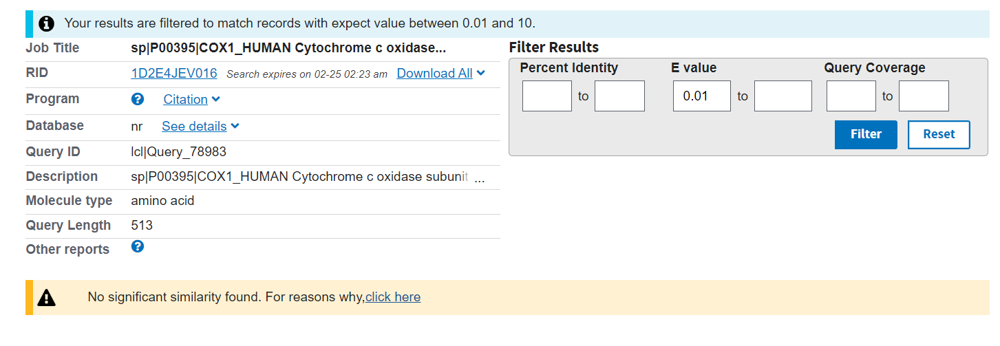 Your results are filtered to match records with expect value between 0.01 and 10.
Job Title sp|P00395|COX1_HUMAN Cytochrome c oxidase...
RID 1D2E4JEV016 Search expires on 02-25 02:23 am Download All
Program ? Citation
Database nr See details
Query ID lcl|Query_78983
Description sp|P00395|COX1_HUMAN Cytochrome c oxidase subunit ...
Molecule type amino acid
Query Length 513
Other reports ?
Filter Results
Percent Identity E value Query Coverage
to 0.01 to to
Filter Reset
No significant similarity found. For reasons why,click here